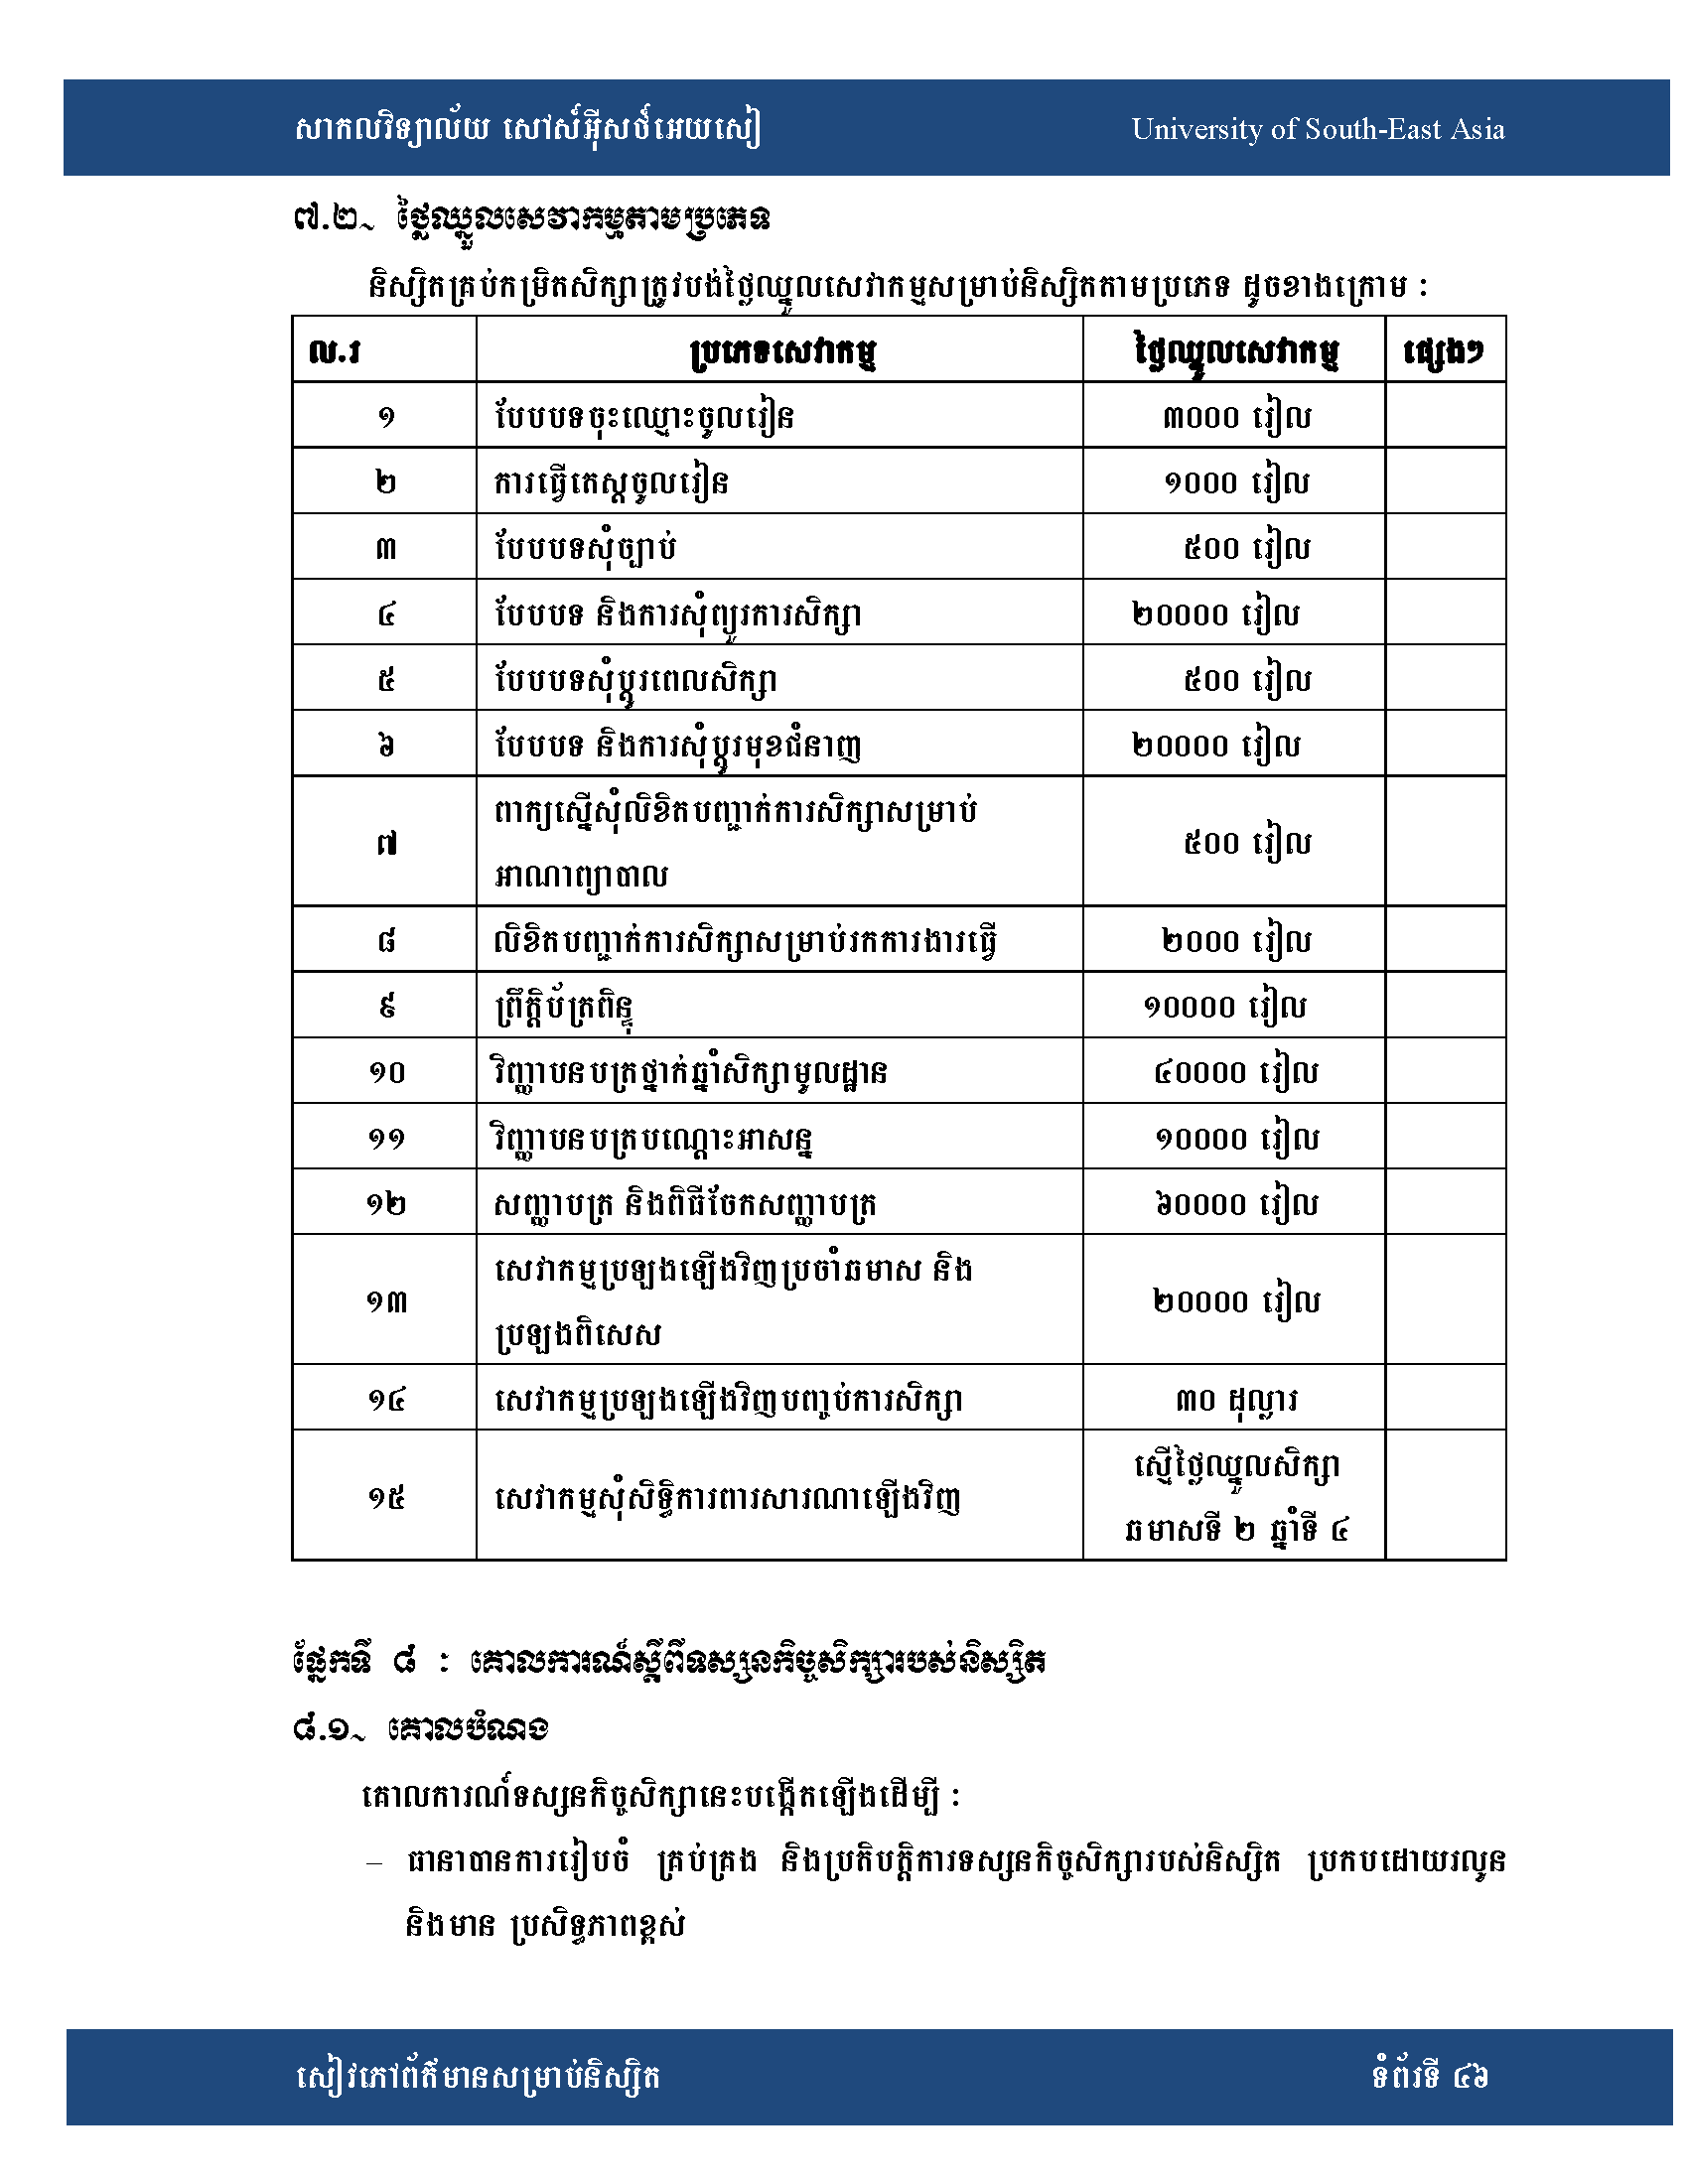 សាកលវិទ្យាល័យ សៅស៍អ៊ីសថ៍អេយសៀ University of South-East Asia
៧.២~ ថ្លៃឈ្នួលសេវាកម្មតាមប្រភេទ
និស្សិតគ្រប់កម្រិតសិក្សាត្រូវបង់ថ្លៃឈ្នួលសេវាកម្មសម្រាប់និស្សិតតាមប្រភេទ ដូចខាងក្រោម :
ល.រ ប្រភេទសេវាកម្ម ថ្លៃឈ្នួលសេវាកម្ម ផ្សេងៗ
១ បែបបទចុះឈ្មោះចូលរៀន ៣០០០ រៀល
២ ការធ្វើតេស្តចូលរៀន ១០០០ រៀល
៣ បែបបទសុំច្បាប់ ៥០០ រៀល
៤ បែបបទ និងការសុំព្យួរការសិក្សា ២០០០០ រៀល
៥ បែបបទសុំប្តូរពេលសិក្សា ៥០០ រៀល
៦ បែបបទ និងការសុំប្តូរមុខជំនាញ ២០០០០ រៀល
៧ ពាក្យស្នើសុំលិខិតបញ្ជាក់ការសិក្សាសម្រាប់
អាណាព្យាបាល ៥០០ រៀល
៨ លិខិតបញ្ជាក់ការសិក្សាសម្រាប់រកការងារធ្វើ ២០០០ រៀល
៩ ព្រឹត្តិប័ត្រពិន្ទុ ១០០០០ រៀល
១០ វិញ្ញាបនបត្រថ្នាក់ឆ្នាំសិក្សាមូលដ្ឋាន ៤០០០០ រៀល
១១ វិញ្ញាបនបត្របណ្តោះអាសន្ន ១០០០០ រៀល
១២ សញ្ញាបត្រ និងពិធីចែកសញ្ញាបត្រ ៦០០០០ រៀល
១៣ សេវាកម្មប្រឡងឡើងវិញប្រចាំឆមាស និង
ប្រឡងពិសេស ២០០០០ រៀល
១៤ សេវាកម្មប្រឡងឡើងវិញបញ្ចប់ការសិក្សា ៣០ ដុល្លារ
១៥ សេវាកម្មសុំសិទ្ធិការពារសារណាឡើងវិញ ស្មើថ្លៃឈ្នួលសិក្សា
ឆមាសទី ២ ឆ្នាំទី ៤
ផ្នែកទី ៨ : គោលការណ៍ស្តីពីទស្សនកិច្ចសិក្សារបស់និស្សិត
៨.១~ គោលបំណង
គោលការណ៍ទស្សនកិច្ចសិក្សានេះបង្កើតឡើងដើម្បី :
– ធានាបានការរៀបចំ គ្រប់គ្រង និងប្រតិបត្តិការទស្សនកិច្ចសិក្សារបស់និស្សិត ប្រកបដោយរលូន
និងមាន ប្រសិទ្ធភាពខ្ពស់
សៀវភៅព័ត៌មានសម្រាប់និស្សិត ទំព័រទី ៤៦